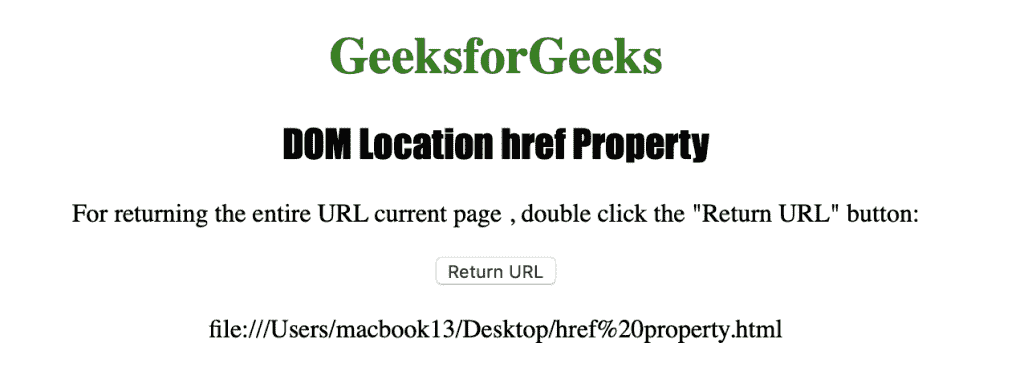 GeeksforGeeks
DOM Location href Property
For returning the entire URL current page , double click the "Return URL" button:
Return URL
file:///Users/macbook13/Desktop/href%20property.html